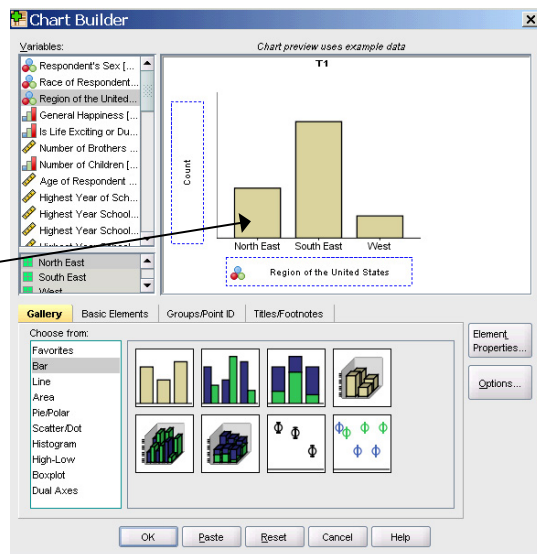 Chart Builder
Variables:
Chart preview uses example data
Respondent's Sex [...
Race of Respondent...
Region of the United...
General Happiness [...
Is Life Exciting or Du...
Number of Brothers ...
Number of Children [...
Age of Respondent ...
Highest Year of Sch...
Highest Year School...
Highest Year School...
Highest Year School...
North East
South East
West
T1
Count
North East South East West
Region of the United States
Gallery Basic Elements Groups/Point ID Titles/Footnotes
Choose from:
Favorites
Bar
Line
Area
Pie/Polar
Scatter/Dot
Histogram
High-Low
Boxplot
Dual Axes
Element
Properties...
Options...
OK Paste Reset Cancel Help